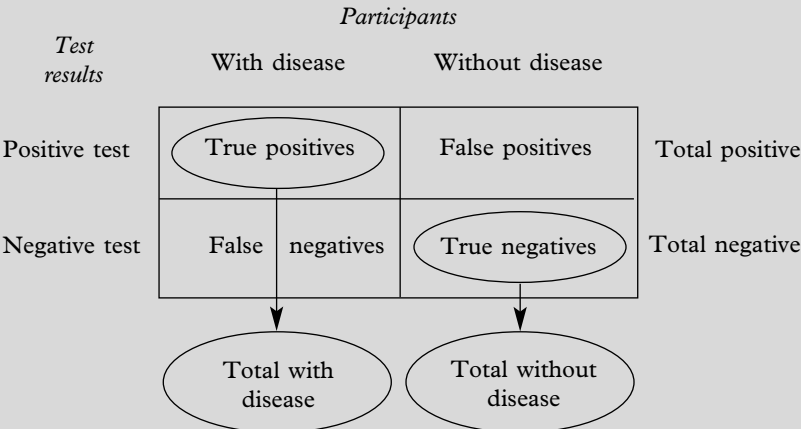 Participants
Test
results
With disease
Without disease
Positive test
True positives
False positives
Total positive
Negative test
False negatives
True negatives
Total negative
Total with
disease
Total without
disease